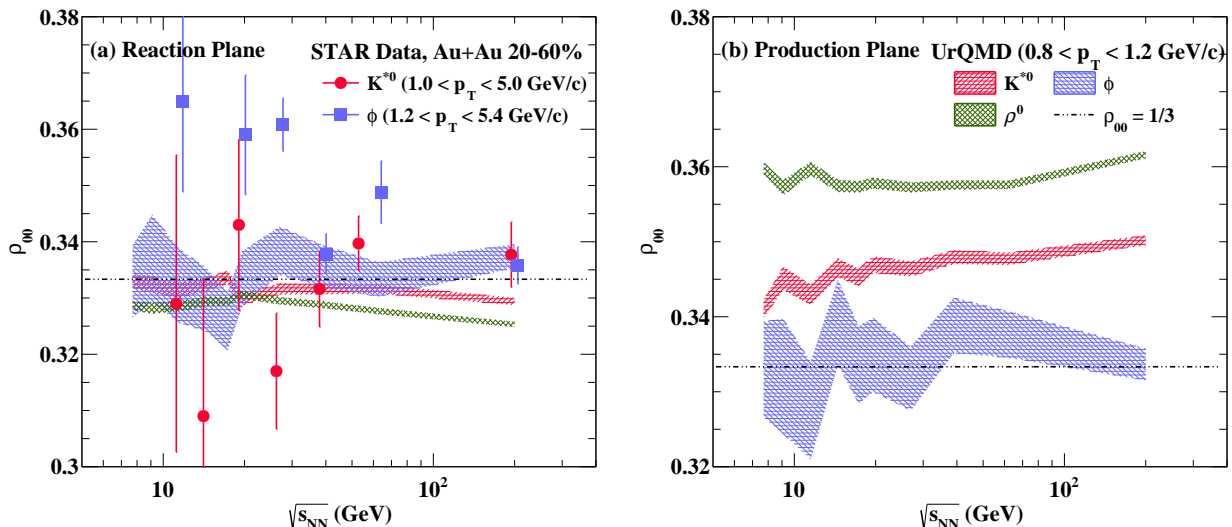 (a) Reaction Plane STAR Data, Au+Au 20-60%
K*0 (1.0 < pT < 5.0 GeV/c)
ϕ (1.2 < pT < 5.4 GeV/c)
0.38
0.36
0.34
0.32
0.3
ρ00
10 10²
√sNN (GeV)
(b) Production Plane UrQMD (0.8 < pT < 1.2 GeV/c)
K*0 ϕ
ρ0 ρ00 = 1/3
0.38
0.36
0.34
0.32
ρ00
10 10²
√sNN (GeV)